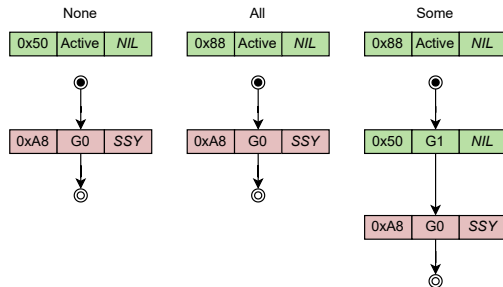 None
All
Some
0x50 Active NIL
0x88 Active NIL
0x88 Active NIL
0xA8 G0 SSY
0xA8 G0 SSY
0x50 G1 NIL
0xA8 G0 SSY